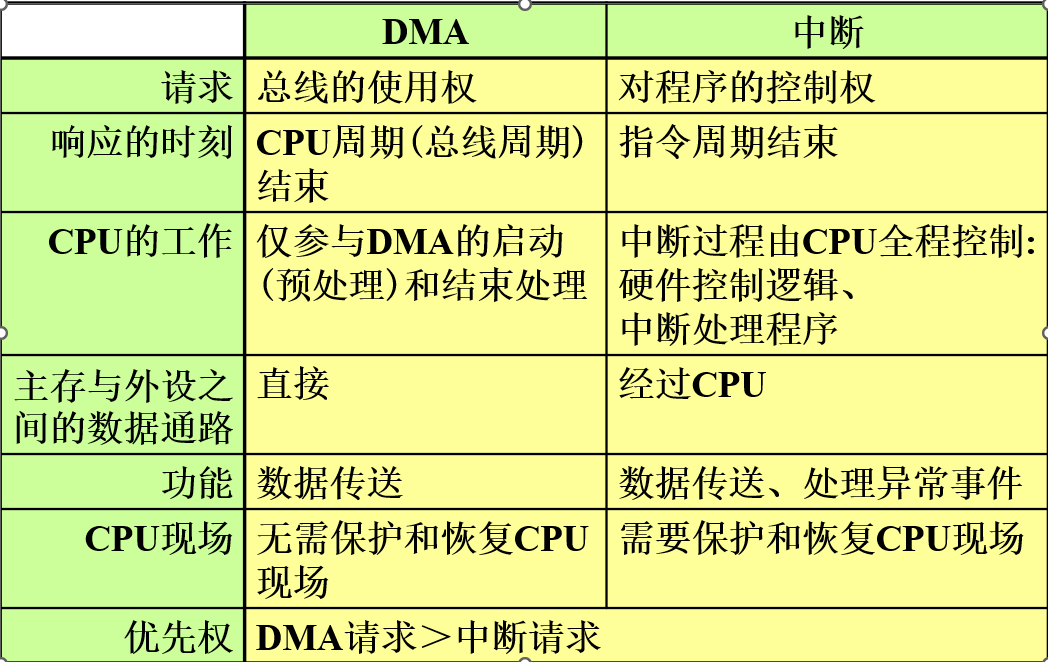 DMA 中断
请求 总线的使用权 对程序的控制权
响应的时刻 CPU周期(总线周期) 指令周期结束
结束
CPU的工作 仅参与DMA的启动 中断过程由CPU全程控制:
(预处理)和结束处理 硬件控制逻辑、
中断处理程序
主存与外设之 直接 经过CPU
间的数据通路
功能 数据传送 数据传送、处理异常事件
CPU现场 无需保护和恢复CPU 需要保护和恢复CPU现场
现场
优先权 DMA请求＞中断请求